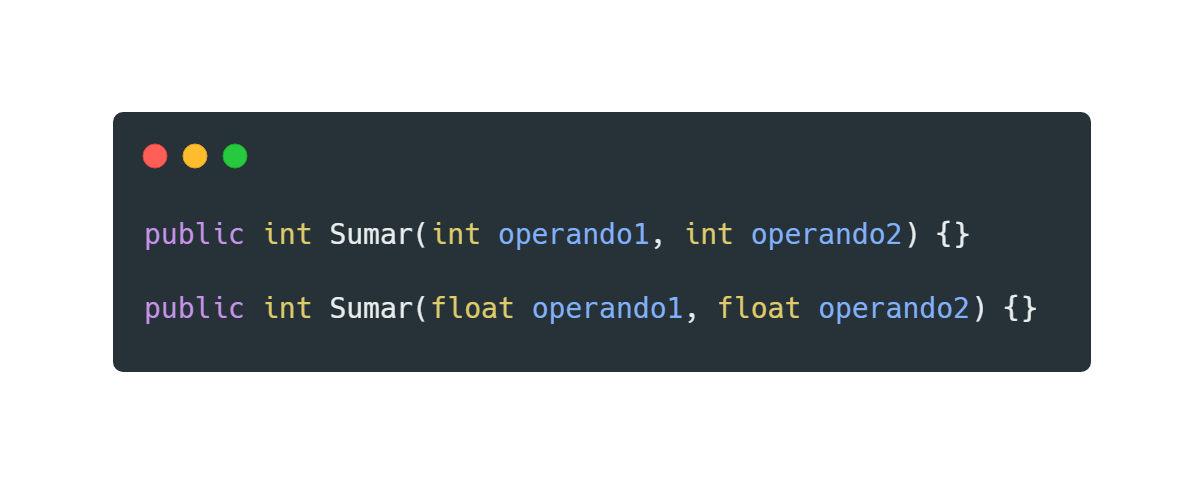 public int Sumar(int operando1, int operando2) {}
public int Sumar(float operando1, float operando2) {}